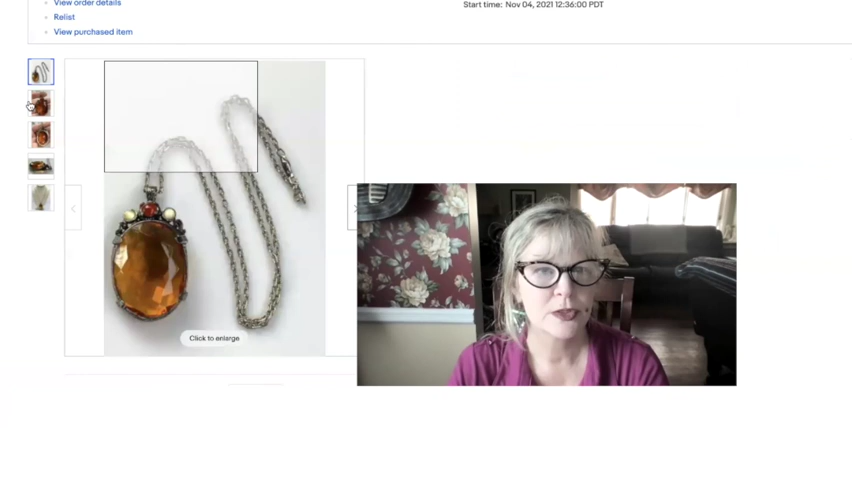 View order details
Start time: Nov 04, 2021 12:36:00 PDT
Relist
View purchased item
Click to enlarge